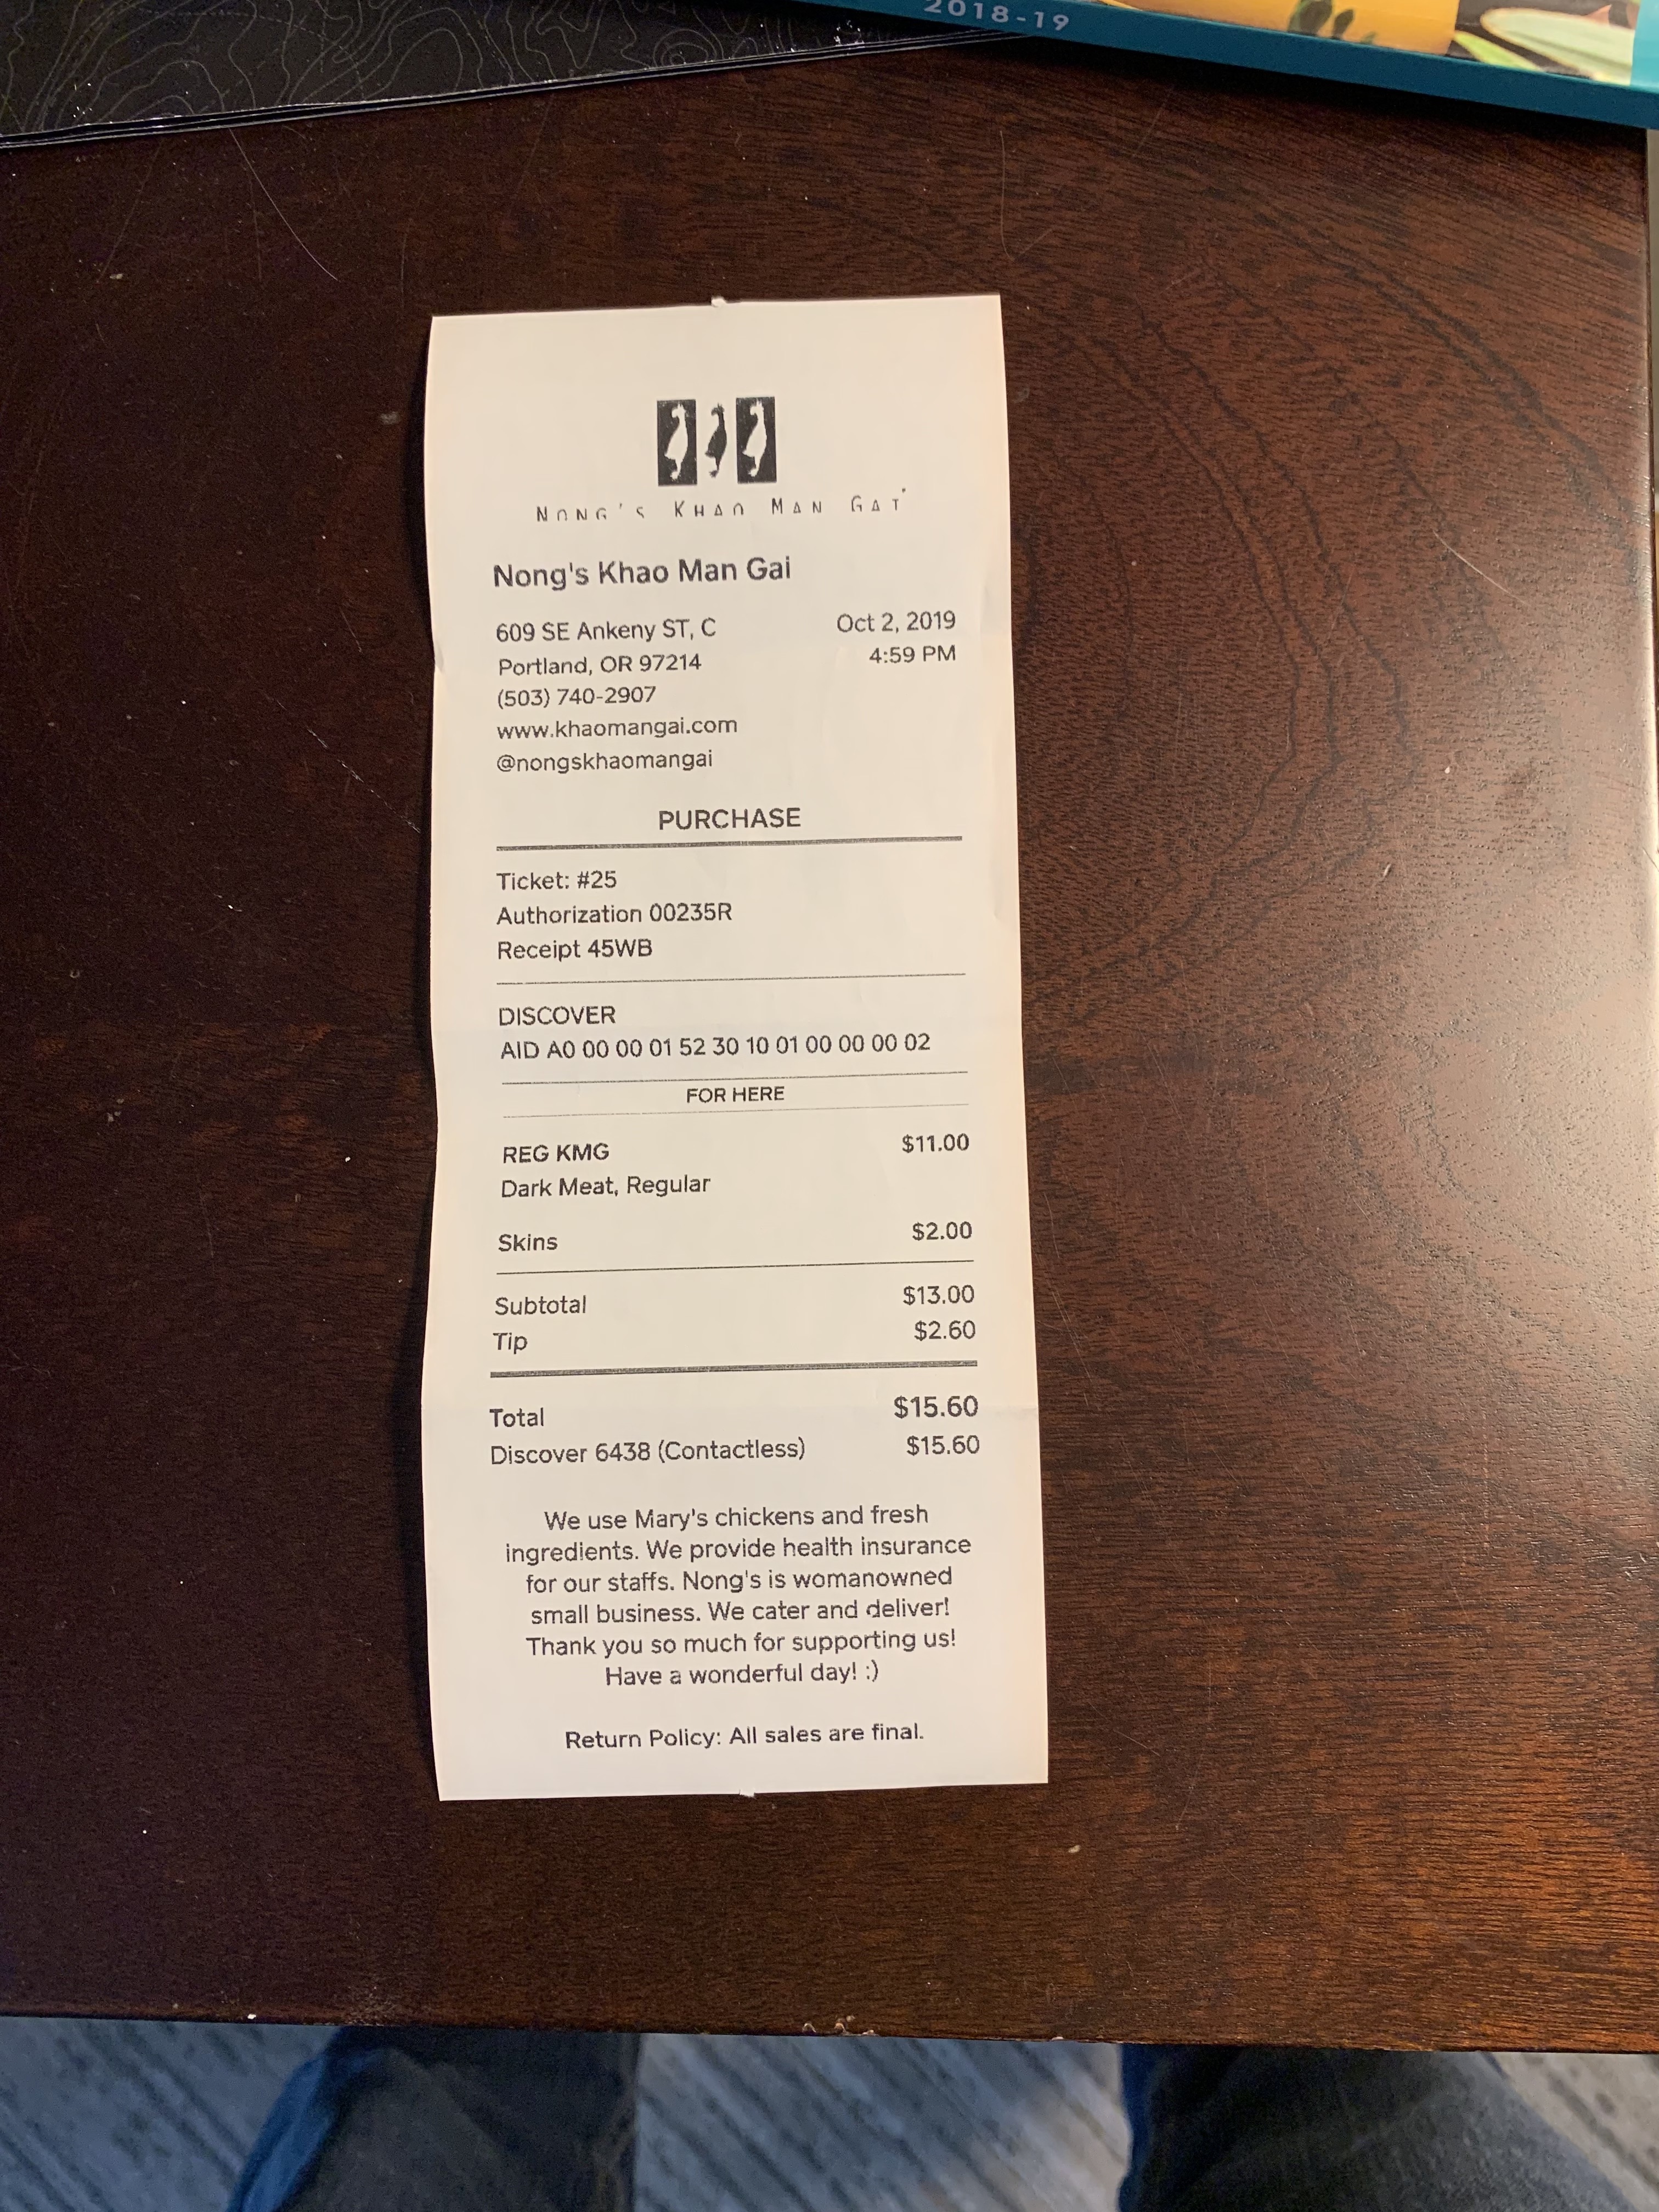 2018-19
NONG'S KHAO MAN GAI
Nong's Khao Man Gai
609 SE Ankeny ST, C
Oct 2, 2019
Portland, OR 97214
4:59 PM
(503) 740-2907
www.khaomangai.com
@nongskhaomangai
PURCHASE
Ticket: #25
Authorization 00235R
Receipt 45WB
DISCOVER
AID A0 00 00 01 52 30 10 01 00 00 00 02
FOR HERE
REG KMG $11.00
Dark Meat, Regular
Skins $2.00
Subtotal $13.00
Tip $2.60
Total $15.60
Discover 6438 (Contactless) $15.60
We use Mary's chickens and fresh
ingredients. We provide health insurance
for our staffs. Nong's is womanowned
small business. We cater and deliver!
Thank you so much for supporting us!
Have a wonderful day! :)
Return Policy: All sales are final.